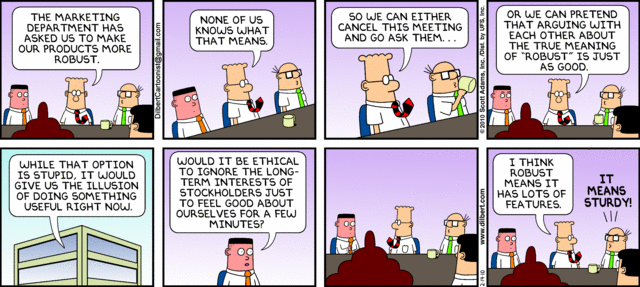 THE MARKETING
DEPARTMENT HAS
ASKED US TO MAKE
OUR PRODUCTS MORE
ROBUST.
DilbertCartoonist@gmail.com
NONE OF US
KNOWS WHAT
THAT MEANS.
SO WE CAN EITHER
CANCEL THIS MEETING
AND GO ASK THEM...
© 2010 Scott Adams, Inc./Dist. by UFS, Inc.
OR WE CAN PRETEND
THAT ARGUING WITH
EACH OTHER ABOUT
THE TRUE MEANING
OF "ROBUST" IS JUST
AS GOOD.
WHILE THAT OPTION
IS STUPID, IT WOULD
GIVE US THE ILLUSION
OF DOING SOMETHING
USEFUL RIGHT NOW.
WOULD IT BE ETHICAL
TO IGNORE THE LONG-
TERM INTERESTS OF
STOCKHOLDERS JUST
TO FEEL GOOD ABOUT
OURSELVES FOR A FEW
MINUTES?
www.dilbert.com
2-14-10
I THINK
ROBUST
MEANS IT
HAS LOTS OF
FEATURES.
IT
MEANS
STURDY!